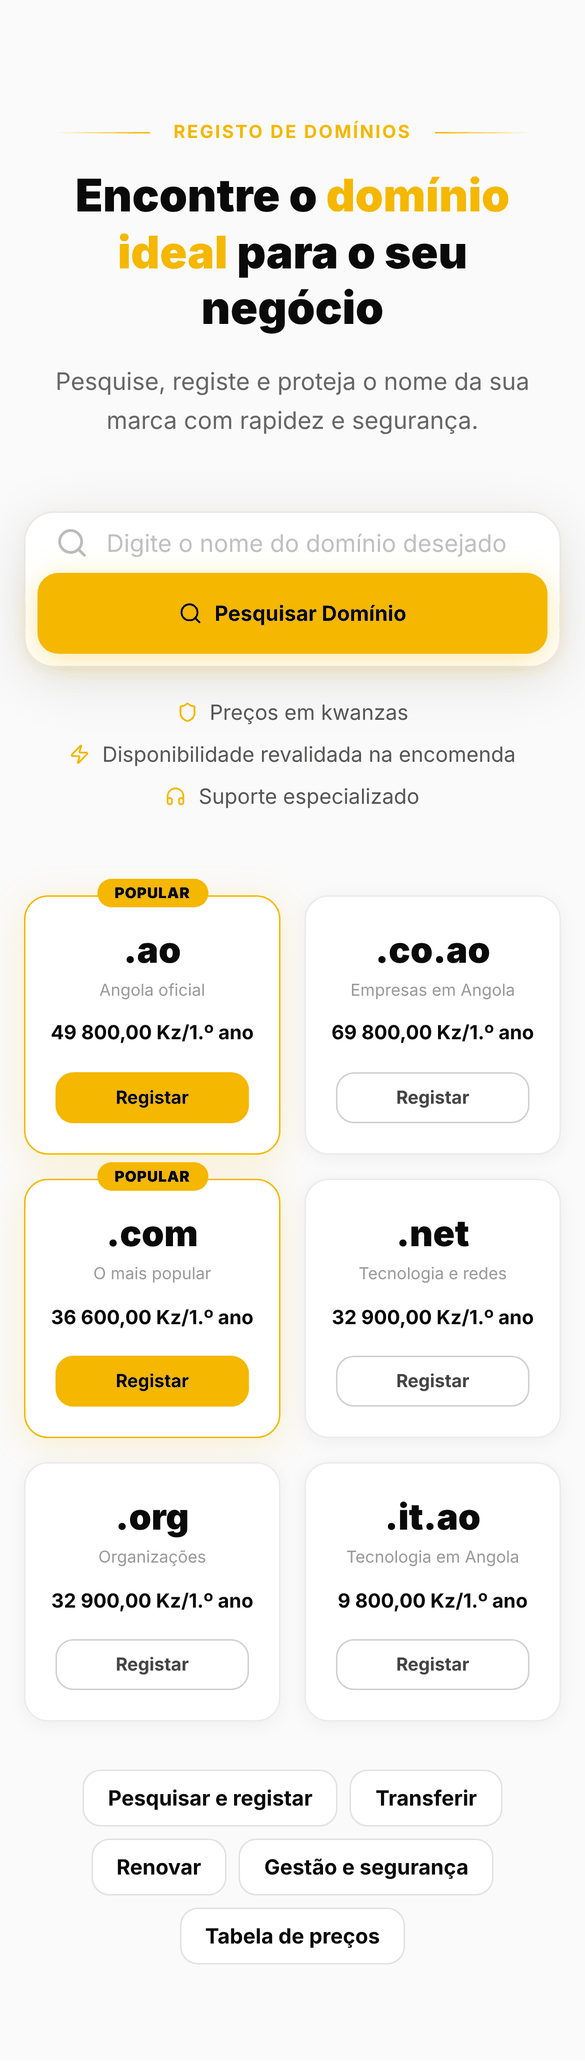 REGISTO DE DOMÍNIOS
Encontre o domínio
ideal para o seu
negócio
Pesquise, registe e proteja o nome da sua
marca com rapidez e segurança.
Digite o nome do domínio desejado
Pesquisar Domínio
Preços em kwanzas
Disponibilidade revalidada na encomenda
Suporte especializado
POPULAR
.ao
Angola oficial
49 800,00 Kz/1.º ano
Registar
.co.ao
Empresas em Angola
69 800,00 Kz/1.º ano
Registar
POPULAR
.com
O mais popular
36 600,00 Kz/1.º ano
Registar
.net
Tecnologia e redes
32 900,00 Kz/1.º ano
Registar
.org
Organizações
32 900,00 Kz/1.º ano
Registar
.it.ao
Tecnologia em Angola
9 800,00 Kz/1.º ano
Registar
Pesquisar e registar
Transferir
Renovar
Gestão e segurança
Tabela de preços